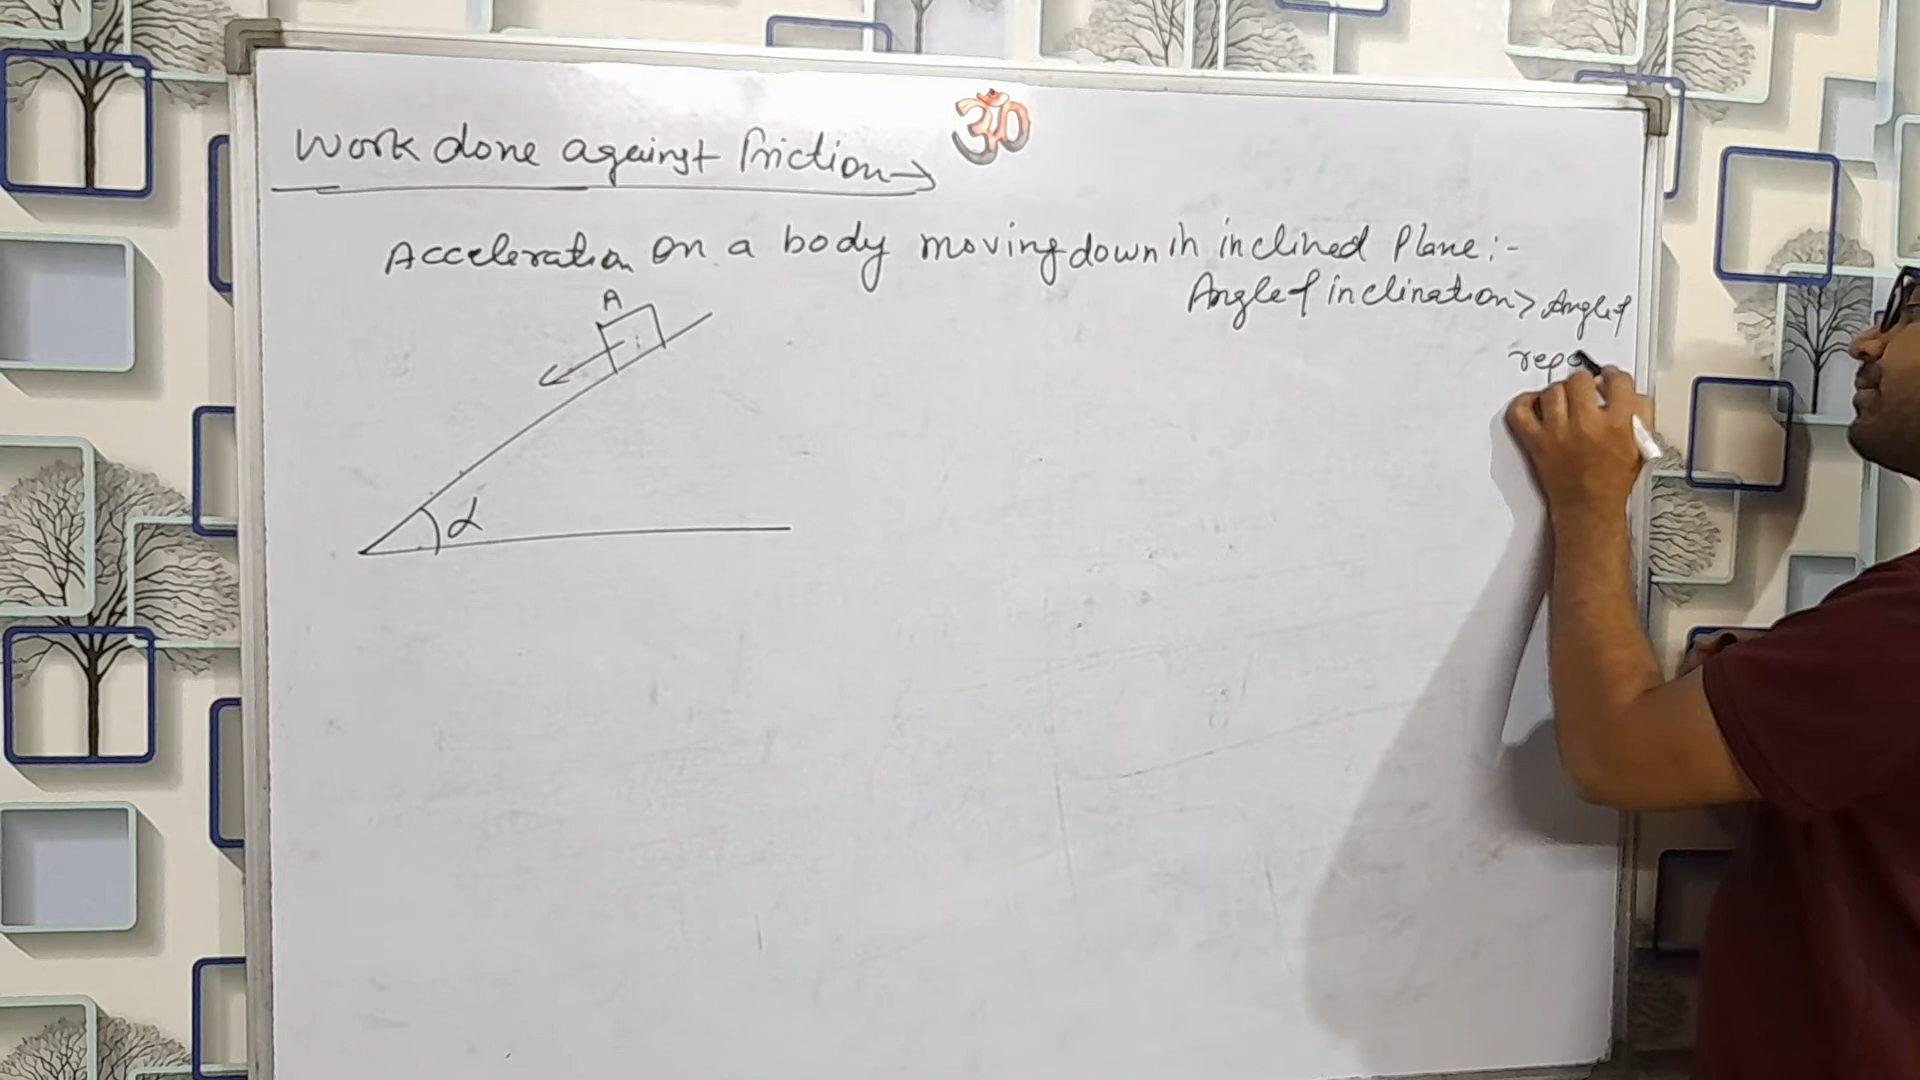 Work done against friction →
ॐ
Acceleration on a body moving down in inclined Plane :-
Angle of inclination > Angle of
repo
A
α